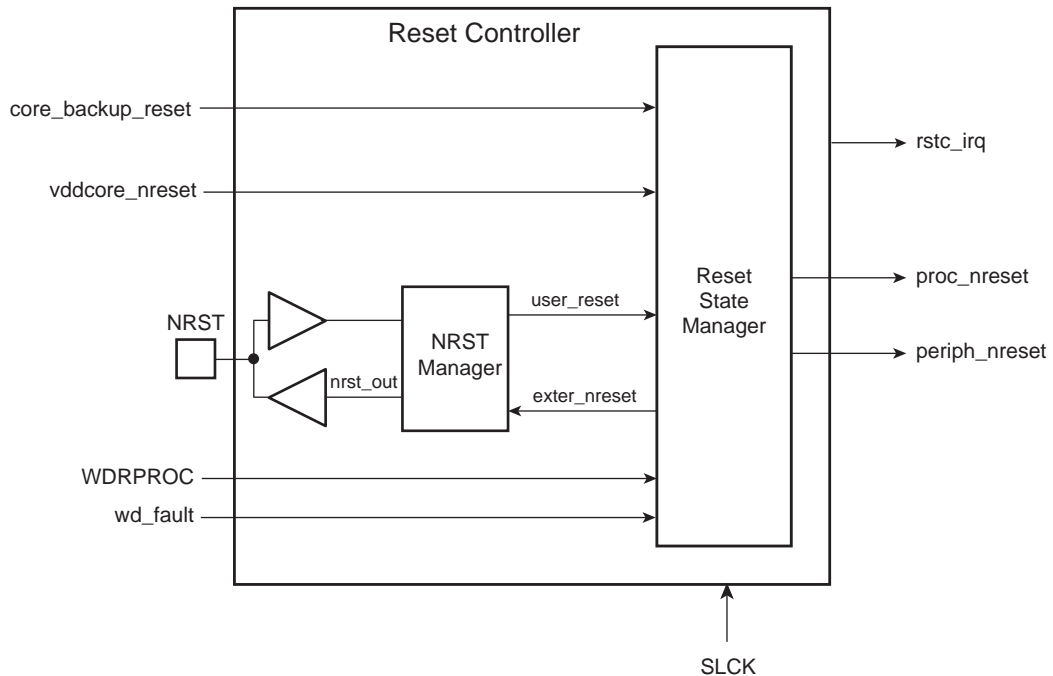 Reset Controller
core_backup_reset
rstc_irq
vddcore_nreset
Reset
State
Manager
proc_nreset
user_reset
NRST
NRST
Manager
periph_nreset
nrst_out
exter_nreset
WDRPROC
wd_fault
SLCK